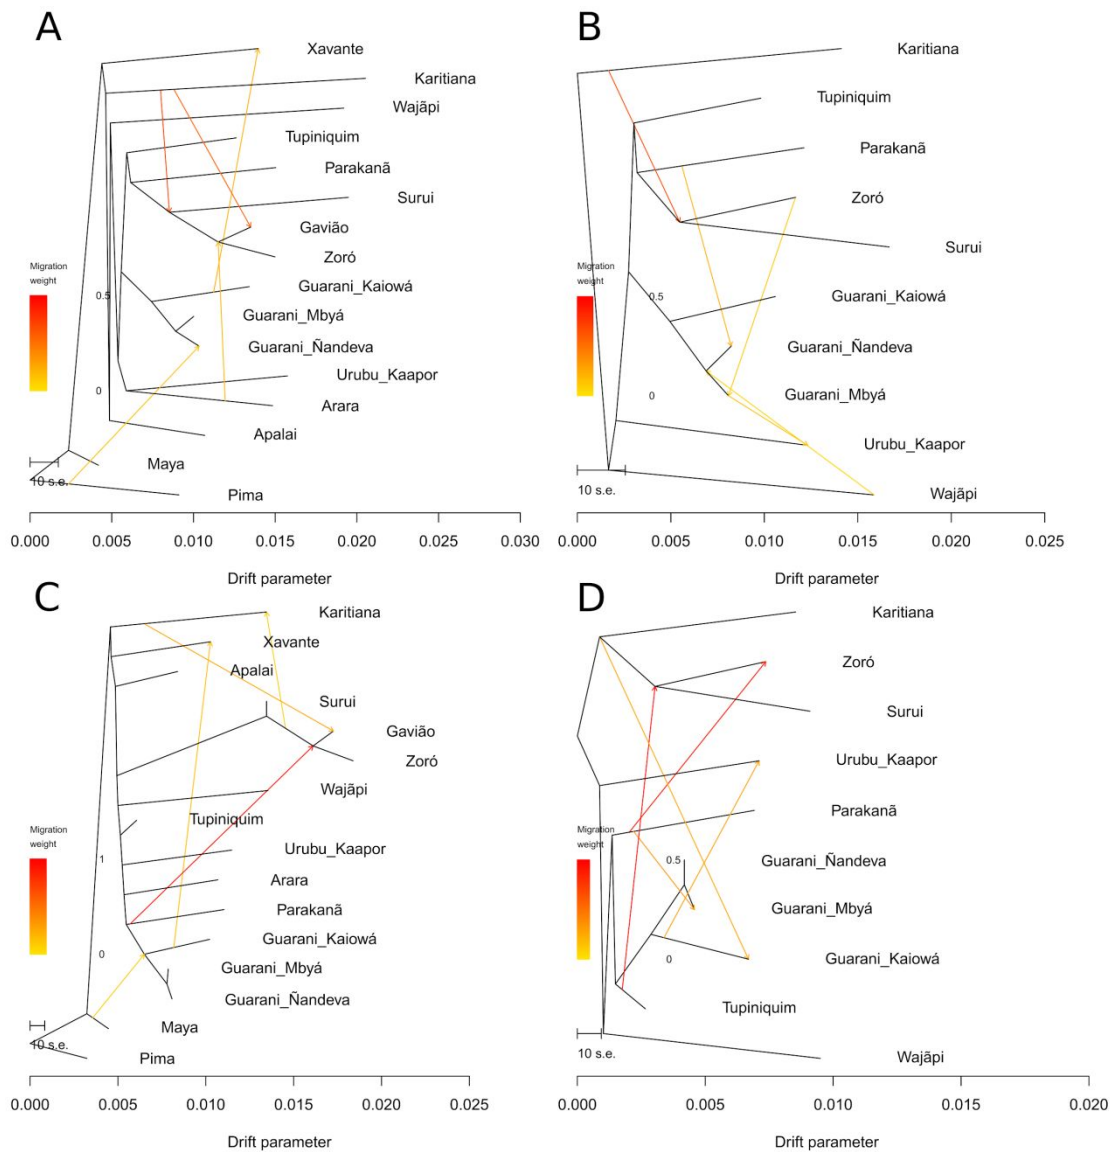 A
Xavante
Karitiana
Wajãpi
Tupiniquim
Parakanã
Surui
Gavião
Zoró
Guarani_Kaiowá
Guarani_Mbyá
Guarani_Ñandeva
Urubu_Kaapor
Arara
Apalai
Maya
Pima
Migration
weight
0.5
0
10 s.e.
0.000 0.005 0.010 0.015 0.020 0.025 0.030
Drift parameter
B
Karitiana
Tupiniquim
Parakanã
Zoró
Surui
Guarani_Kaiowá
Guarani_Ñandeva
Guarani_Mbyá
Urubu_Kaapor
Wajãpi
Migration
weight
0.5
0
10 s.e.
0.000 0.005 0.010 0.015 0.020 0.025
Drift parameter
C
Karitiana
Xavante
Apalai
Surui
Gavião
Zoró
Wajãpi
Tupiniquim
Urubu_Kaapor
Arara
Parakanã
Guarani_Kaiowá
Guarani_Mbyá
Guarani_Ñandeva
Maya
Pima
Migration
weight
1
0
10 s.e.
0.000 0.005 0.010 0.015 0.020 0.025
Drift parameter
D
Karitiana
Zoró
Surui
Urubu_Kaapor
Parakanã
Guarani_Ñandeva
Guarani_Mbyá
Guarani_Kaiowá
Tupiniquim
Wajãpi
Migration
weight
0.5
0
10 s.e.
0.000 0.005 0.010 0.015 0.020
Drift parameter